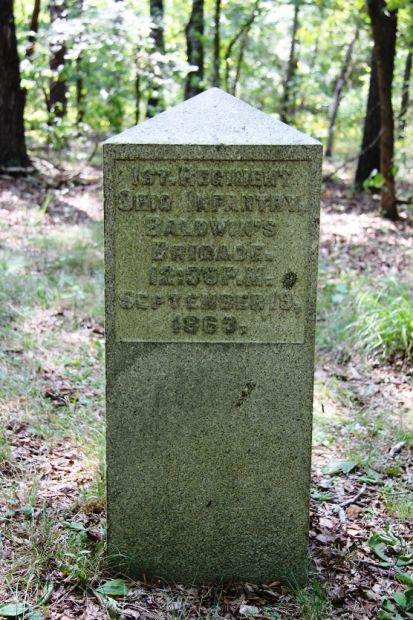 1ST. REGIMENT
OHIO INFANTRY.
BALDWIN'S
BRIGADE.
12:30 P.M.
SEPTEMBER 19,
1863.